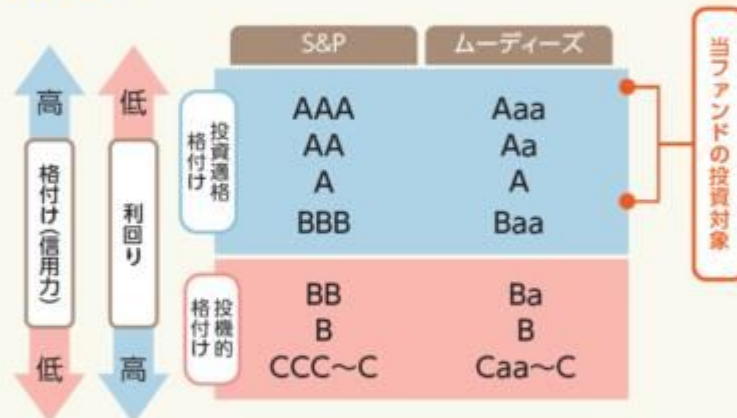 S&P
ムーディーズ
高
格付け(信用力)
低
低
利回り
高
投資適格
格付け
AAA
Aaa
AA
Aa
A
A
BBB
Baa
投機的
格付け
BB
Ba
B
B
CCC～C
Caa～C
当ファンドの投資対象